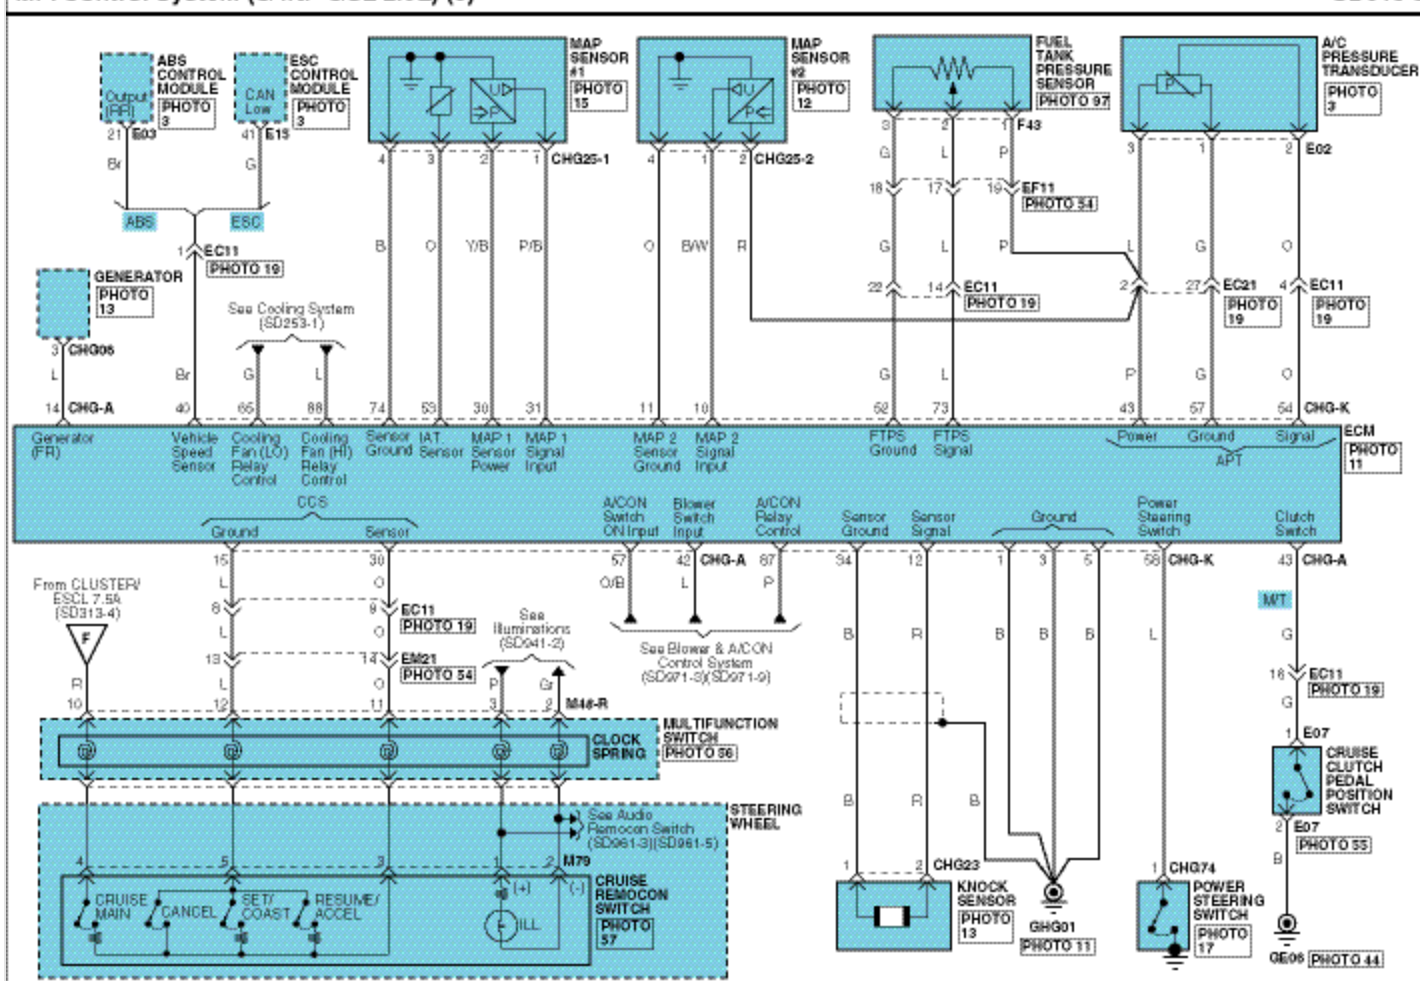 ABS
CONTROL
MODULE
PHOTO
3
Output
(RR)
21
E03
Br
ESC
CONTROL
MODULE
PHOTO
3
CAN
Low
41
E15
G
ABS
ESC
1
EC11
PHOTO 19
GENERATOR
PHOTO
13
3
CHG06
L
14
CHG-A
Br
40
See Cooling System
(SD253-1)
G
L
65
88
MAP
SENSOR
#1
PHOTO
15
U
P
4
3
2
1
CHG25-1
B
O
Y/B
P/B
74
53
30
31
MAP
SENSOR
#2
PHOTO
12
U
P
4
1
2
CHG25-2
O
B/W
R
11
10
FUEL
TANK
PRESSURE
SENSOR
PHOTO 97
3
2
1
F43
G
L
P
18
17
19
EF11
PHOTO 54
G
L
P
22
14
EC11
PHOTO 19
G
L
52
73
A/C
PRESSURE
TRANSDUCER
PHOTO
3
P
3
1
2
E02
L
G
O
2
27
EC21
PHOTO
19
4
EC11
PHOTO
19
P
G
O
43
57
54
CHG-K
Generator
(FR)
Vehicle
Speed
Sensor
Cooling
Fan (LO)
Relay
Control
Cooling
Fan (HI)
Relay
Control
Sensor
Ground
IAT.
Sensor
MAP 1
Sensor
Power
MAP 1
Signal
Input
MAP 2
Sensor
Ground
MAP 2
Signal
Input
FTPS
Ground
FTPS
Signal
Power
Ground
Signal
APT
ECM
PHOTO
11
CCS
Ground
Sensor
A/CON
Switch
ON Input
Blower
Switch
Input
A/CON
Relay
Control
Sensor
Ground
Sensor
Signal
Ground
Power
Steering
Switch
Clutch
Switch
15
30
57
42
CHG-A
87
34
12
1
3
5
58
CHG-K
43
CHG-A
From CLUSTER/
ESCL 7.5A
(SD313-4)
F
R
10
L
O
8
9
EC11
PHOTO 19
L
O
13
14
EM21
PHOTO 54
L
O
12
11
See
Illuminations
(SD941-2)
P
Gr
3
2
M48-R
O/B
L
P
See Blower & A/CON
Control System
(SD971-3)(SD971-9)
B
R
B
B
B
L
M/T
G
16
EC11
PHOTO 19
G
1
E07
CRUISE
CLUTCH
PEDAL
POSITION
SWITCH
2
E07
PHOTO 55
B
GE06
PHOTO 44
MULTIFUNCTION
SWITCH
PHOTO 56
CLOCK
SPRING
STEERING
WHEEL
See Audio
Remocon Switch
(SD961-3)(SD961-5)
4
5
3
1
2
M79
CRUISE
REMOCON
SWITCH
PHOTO
57
CRUISE
MAIN
CANCEL
SET/
COAST
RESUME/
ACCEL
(+)
(-)
ILL
B
R
B
1
2
CHG23
KNOCK
SENSOR
PHOTO
13
GHG01
PHOTO 11
1
CHG74
POWER
STEERING
SWITCH
PHOTO
17